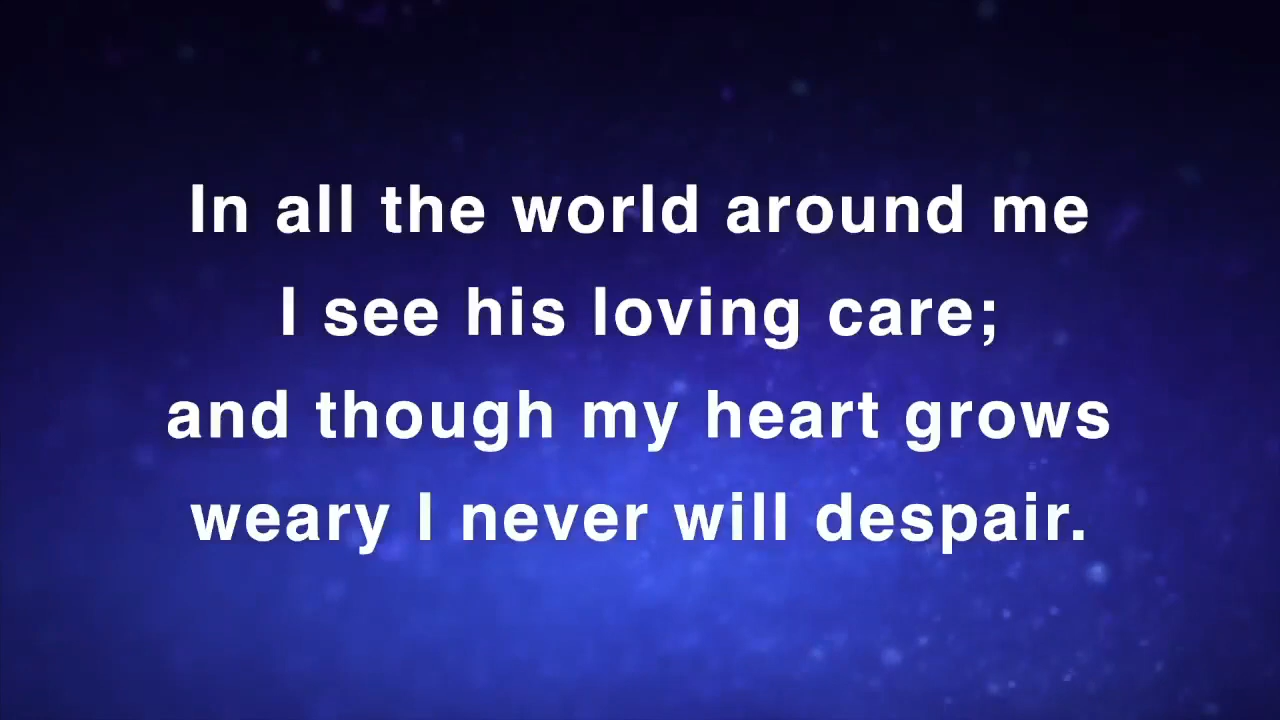 In all the world around me
I see his loving care;
and though my heart grows
weary I never will despair.